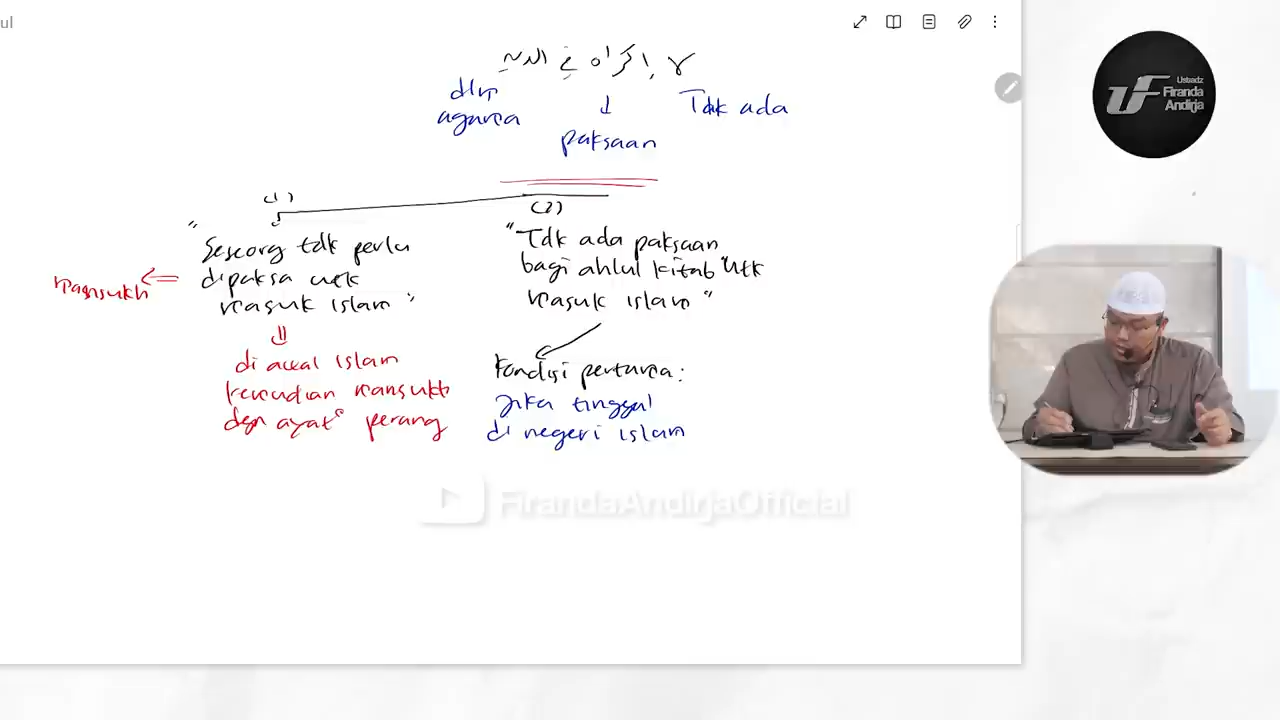 ul
Ustadz
Firanda
Andirja
لا إكراه في الدين
dlm
agama
Tdk ada
paksaan
(1)
(2)
"Seseorg tdk perlu
dipaksa utk
masuk islam"
mansukh
di awal islam
kemudian mansukh
dgn ayat² perang
"Tdk ada paksaan
bagi ahlul kitab utk
masuk islam"
kondisi pertama:
jika tinggal
di negeri islam
FirandaAndirjaOfficial